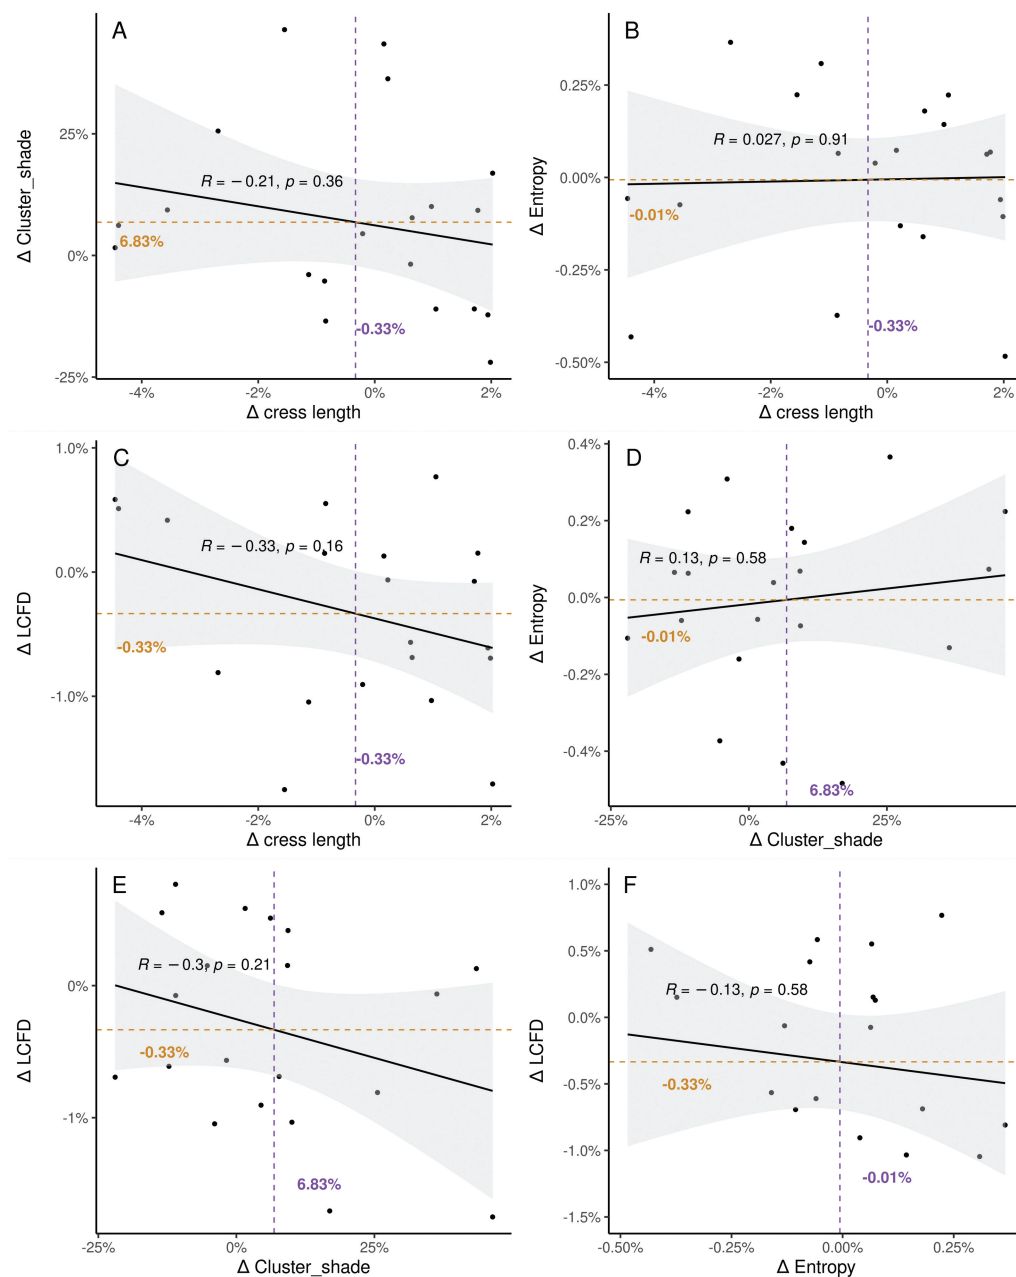 A
Δ Cluster_shade
25%
0%
-25%
R = −0.21, p = 0.36
6.83%
-0.33%
-4%
-2%
0%
2%
Δ cress length
B
Δ Entropy
0.25%
0.00%
-0.25%
-0.50%
R = 0.027, p = 0.91
-0.01%
-0.33%
-4%
-2%
0%
2%
Δ cress length
C
Δ LCFD
1.0%
0.0%
-1.0%
R = −0.33, p = 0.16
-0.33%
-0.33%
-4%
-2%
0%
2%
Δ cress length
D
Δ Entropy
0.4%
0.2%
0.0%
-0.2%
-0.4%
R = 0.13, p = 0.58
-0.01%
6.83%
-25%
0%
25%
Δ Cluster_shade
E
Δ LCFD
0%
-1%
R = −0.3, p = 0.21
-0.33%
6.83%
-25%
0%
25%
Δ Cluster_shade
F
Δ LCFD
1.0%
0.5%
0.0%
-0.5%
-1.0%
-1.5%
R = −0.13, p = 0.58
-0.33%
-0.01%
-0.50%
-0.25%
0.00%
0.25%
Δ Entropy